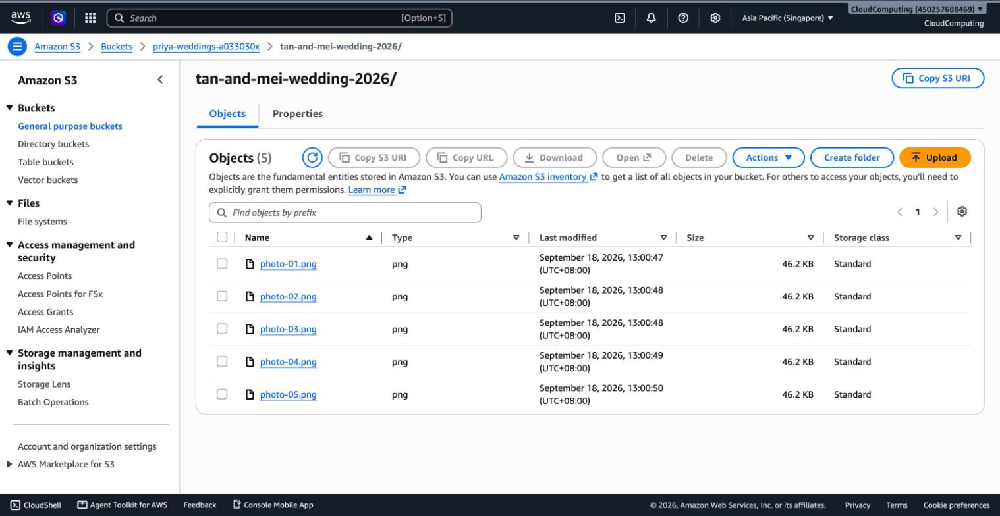 aws
Search
[Option+S]
Asia Pacific (Singapore)
CloudComputing (450257688469)
CloudComputing
Amazon S3
Buckets
priya-weddings-a033030x
tan-and-mei-wedding-2026/
Amazon S3
Buckets
General purpose buckets
Directory buckets
Table buckets
Vector buckets
Files
File systems
Access management and
security
Access Points
Access Points for FSx
Access Grants
IAM Access Analyzer
Storage management and
insights
Storage Lens
Batch Operations
Account and organization settings
AWS Marketplace for S3
tan-and-mei-wedding-2026/
Copy S3 URI
Objects
Properties
Objects (5)
Copy S3 URI
Copy URL
Download
Open
Delete
Actions
Create folder
Upload
Objects are the fundamental entities stored in Amazon S3. You can use Amazon S3 inventory to get a list of all objects in your bucket. For others to access your objects, you'll need to
explicitly grant them permissions. Learn more
Find objects by prefix
1
Name Type Last modified Size Storage class
photo-01.png png September 18, 2026, 13:00:47 46.2 KB Standard
(UTC+08:00)
photo-02.png png September 18, 2026, 13:00:48 46.2 KB Standard
(UTC+08:00)
photo-03.png png September 18, 2026, 13:00:48 46.2 KB Standard
(UTC+08:00)
photo-04.png png September 18, 2026, 13:00:49 46.2 KB Standard
(UTC+08:00)
photo-05.png png September 18, 2026, 13:00:50 46.2 KB Standard
(UTC+08:00)
CloudShell
Agent Toolkit for AWS
Feedback
Console Mobile App
© 2026, Amazon Web Services, Inc. or its affiliates.
Privacy
Terms
Cookie preferences